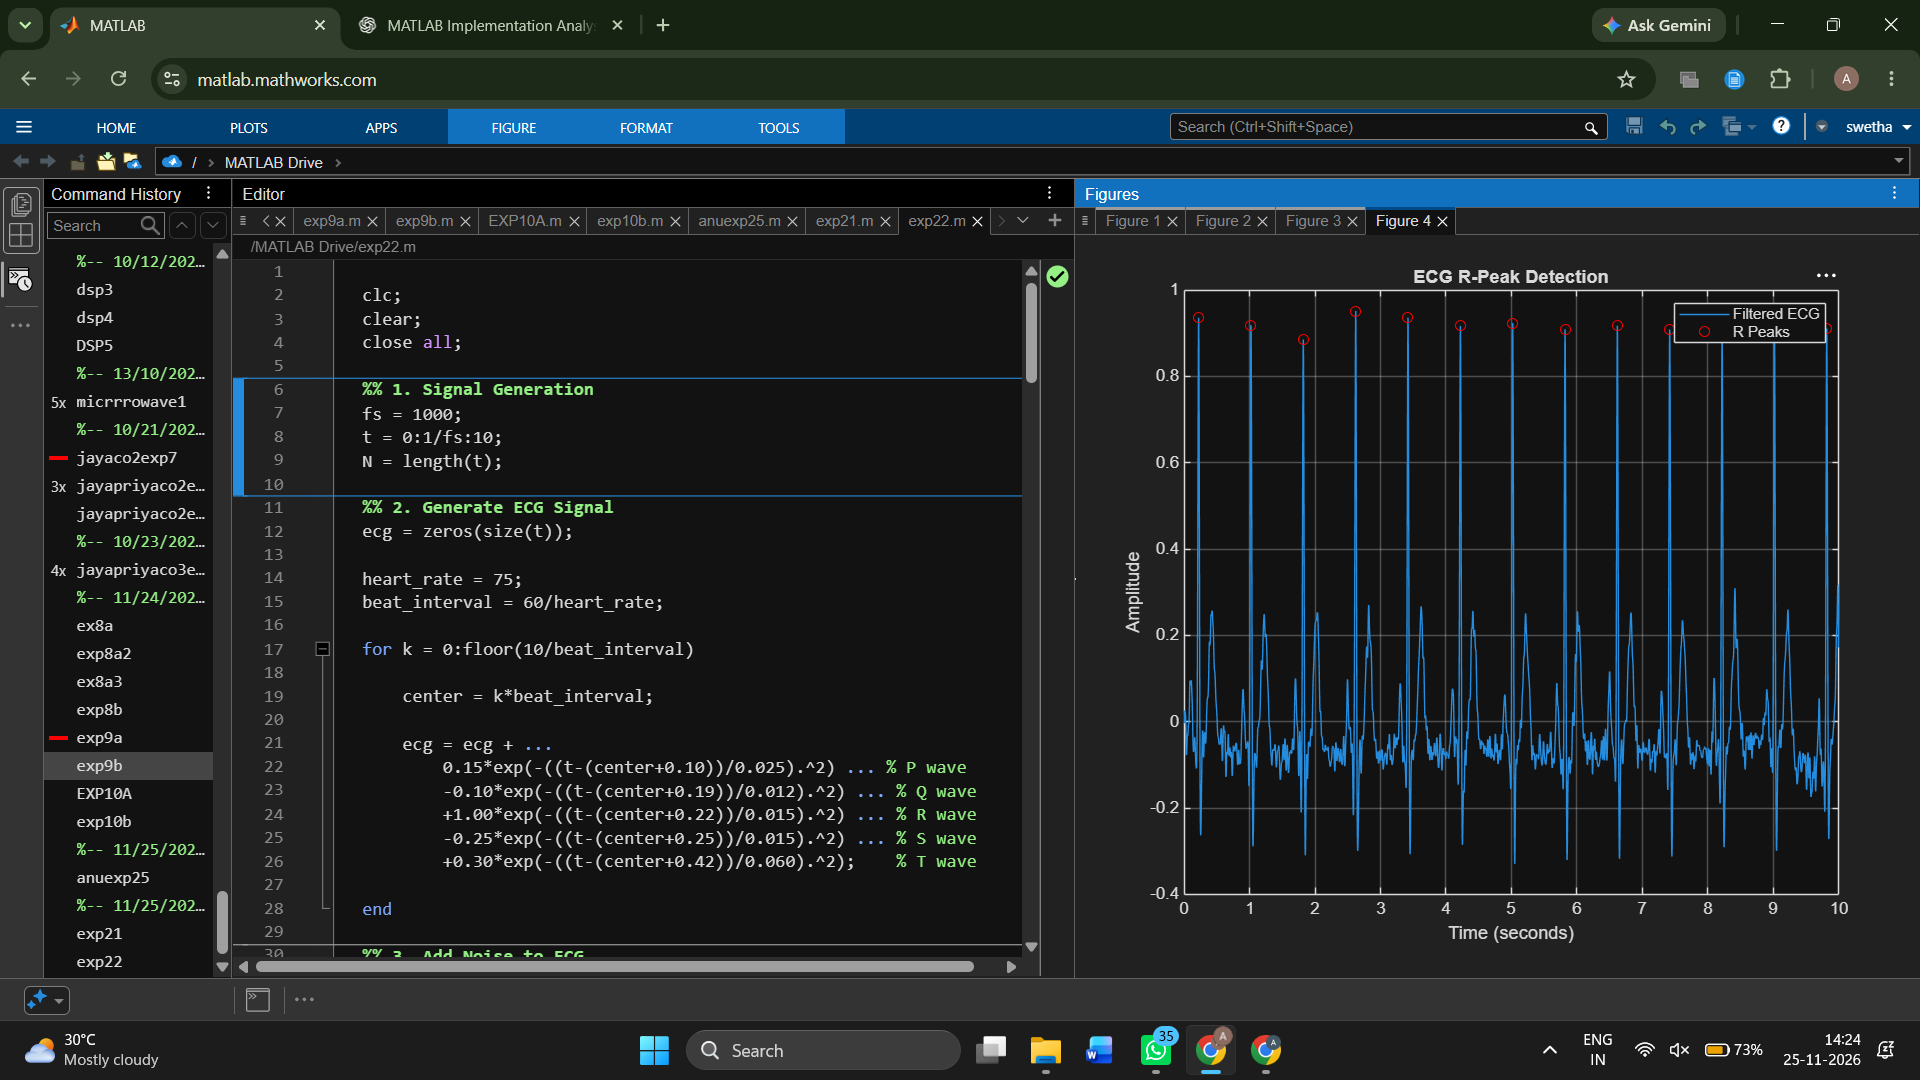 MATLAB
MATLAB Implementation Analy
Ask Gemini
matlab.mathworks.com
A
HOME
PLOTS
APPS
FIGURE
FORMAT
TOOLS
Search (Ctrl+Shift+Space)
swetha
/ > MATLAB Drive >
Command History
Search
%-- 10/12/202...
dsp3
dsp4
DSP5
%-- 13/10/202...
5x micrrrowave1
%-- 10/21/202...
jayaco2exp7
3x jayapriyaco2e...
jayapriyaco2e...
%-- 10/23/202...
4x jayapriyaco3e...
%-- 11/24/202...
ex8a
exp8a2
ex8a3
exp8b
exp9a
exp9b
EXP10A
exp10b
%-- 11/25/202...
anuexp25
%-- 11/25/202...
exp21
exp22
Editor
exp9a.m
exp9b.m
EXP10A.m
exp10b.m
anuexp25.m
exp21.m
exp22.m
/MATLAB Drive/exp22.m
1
2 clc;
3 clear;
4 close all;
5
6 %% 1. Signal Generation
7 fs = 1000;
8 t = 0:1/fs:10;
9 N = length(t);
10
11 %% 2. Generate ECG Signal
12 ecg = zeros(size(t));
13
14 heart_rate = 75;
15 beat_interval = 60/heart_rate;
16
17 for k = 0:floor(10/beat_interval)
18
19 center = k*beat_interval;
20
21 ecg = ecg + ...
22 0.15*exp(-((t-(center+0.10))/0.025).^2) ... % P wave
23 -0.10*exp(-((t-(center+0.19))/0.012).^2) ... % Q wave
24 +1.00*exp(-((t-(center+0.22))/0.015).^2) ... % R wave
25 -0.25*exp(-((t-(center+0.25))/0.015).^2) ... % S wave
26 +0.30*exp(-((t-(center+0.42))/0.060).^2); % T wave
27
28 end
29
30 %% 3. Add Noise to ECG
Figures
Figure 1
Figure 2
Figure 3
Figure 4
ECG R-Peak Detection
Filtered ECG
R Peaks
1
0.8
0.6
0.4
0.2
0
-0.2
-0.4
Amplitude
0 1 2 3 4 5 6 7 8 9 10
Time (seconds)
30°C
Mostly cloudy
Search
35
A
A
ENG
IN
73%
14:24
25-11-2026